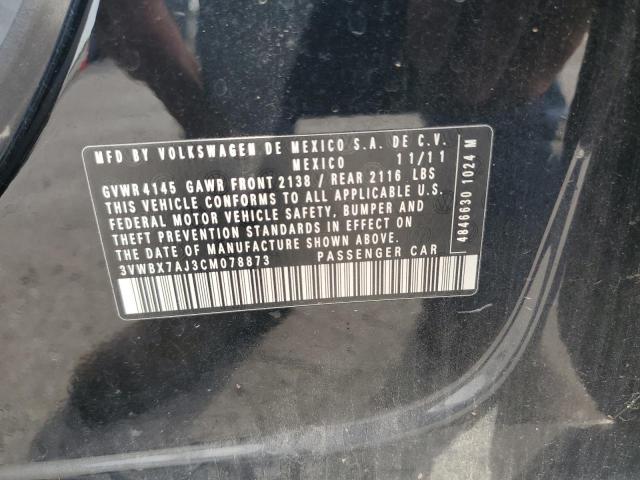 MFD BY VOLKSWAGEN DE MEXICO S.A. DE C.V.
MEXICO 11/11
GVWR 4145 GAWR FRONT 2138 / REAR 2116 LBS
THIS VEHICLE CONFORMS TO ALL APPLICABLE U.S.
FEDERAL MOTOR VEHICLE SAFETY, BUMPER AND
THEFT PREVENTION STANDARDS IN EFFECT ON
THE DATE OF MANUFACTURE SHOWN ABOVE.
3VWBX7AJ3CM078873 PASSENGER CAR
4846630 1024 M